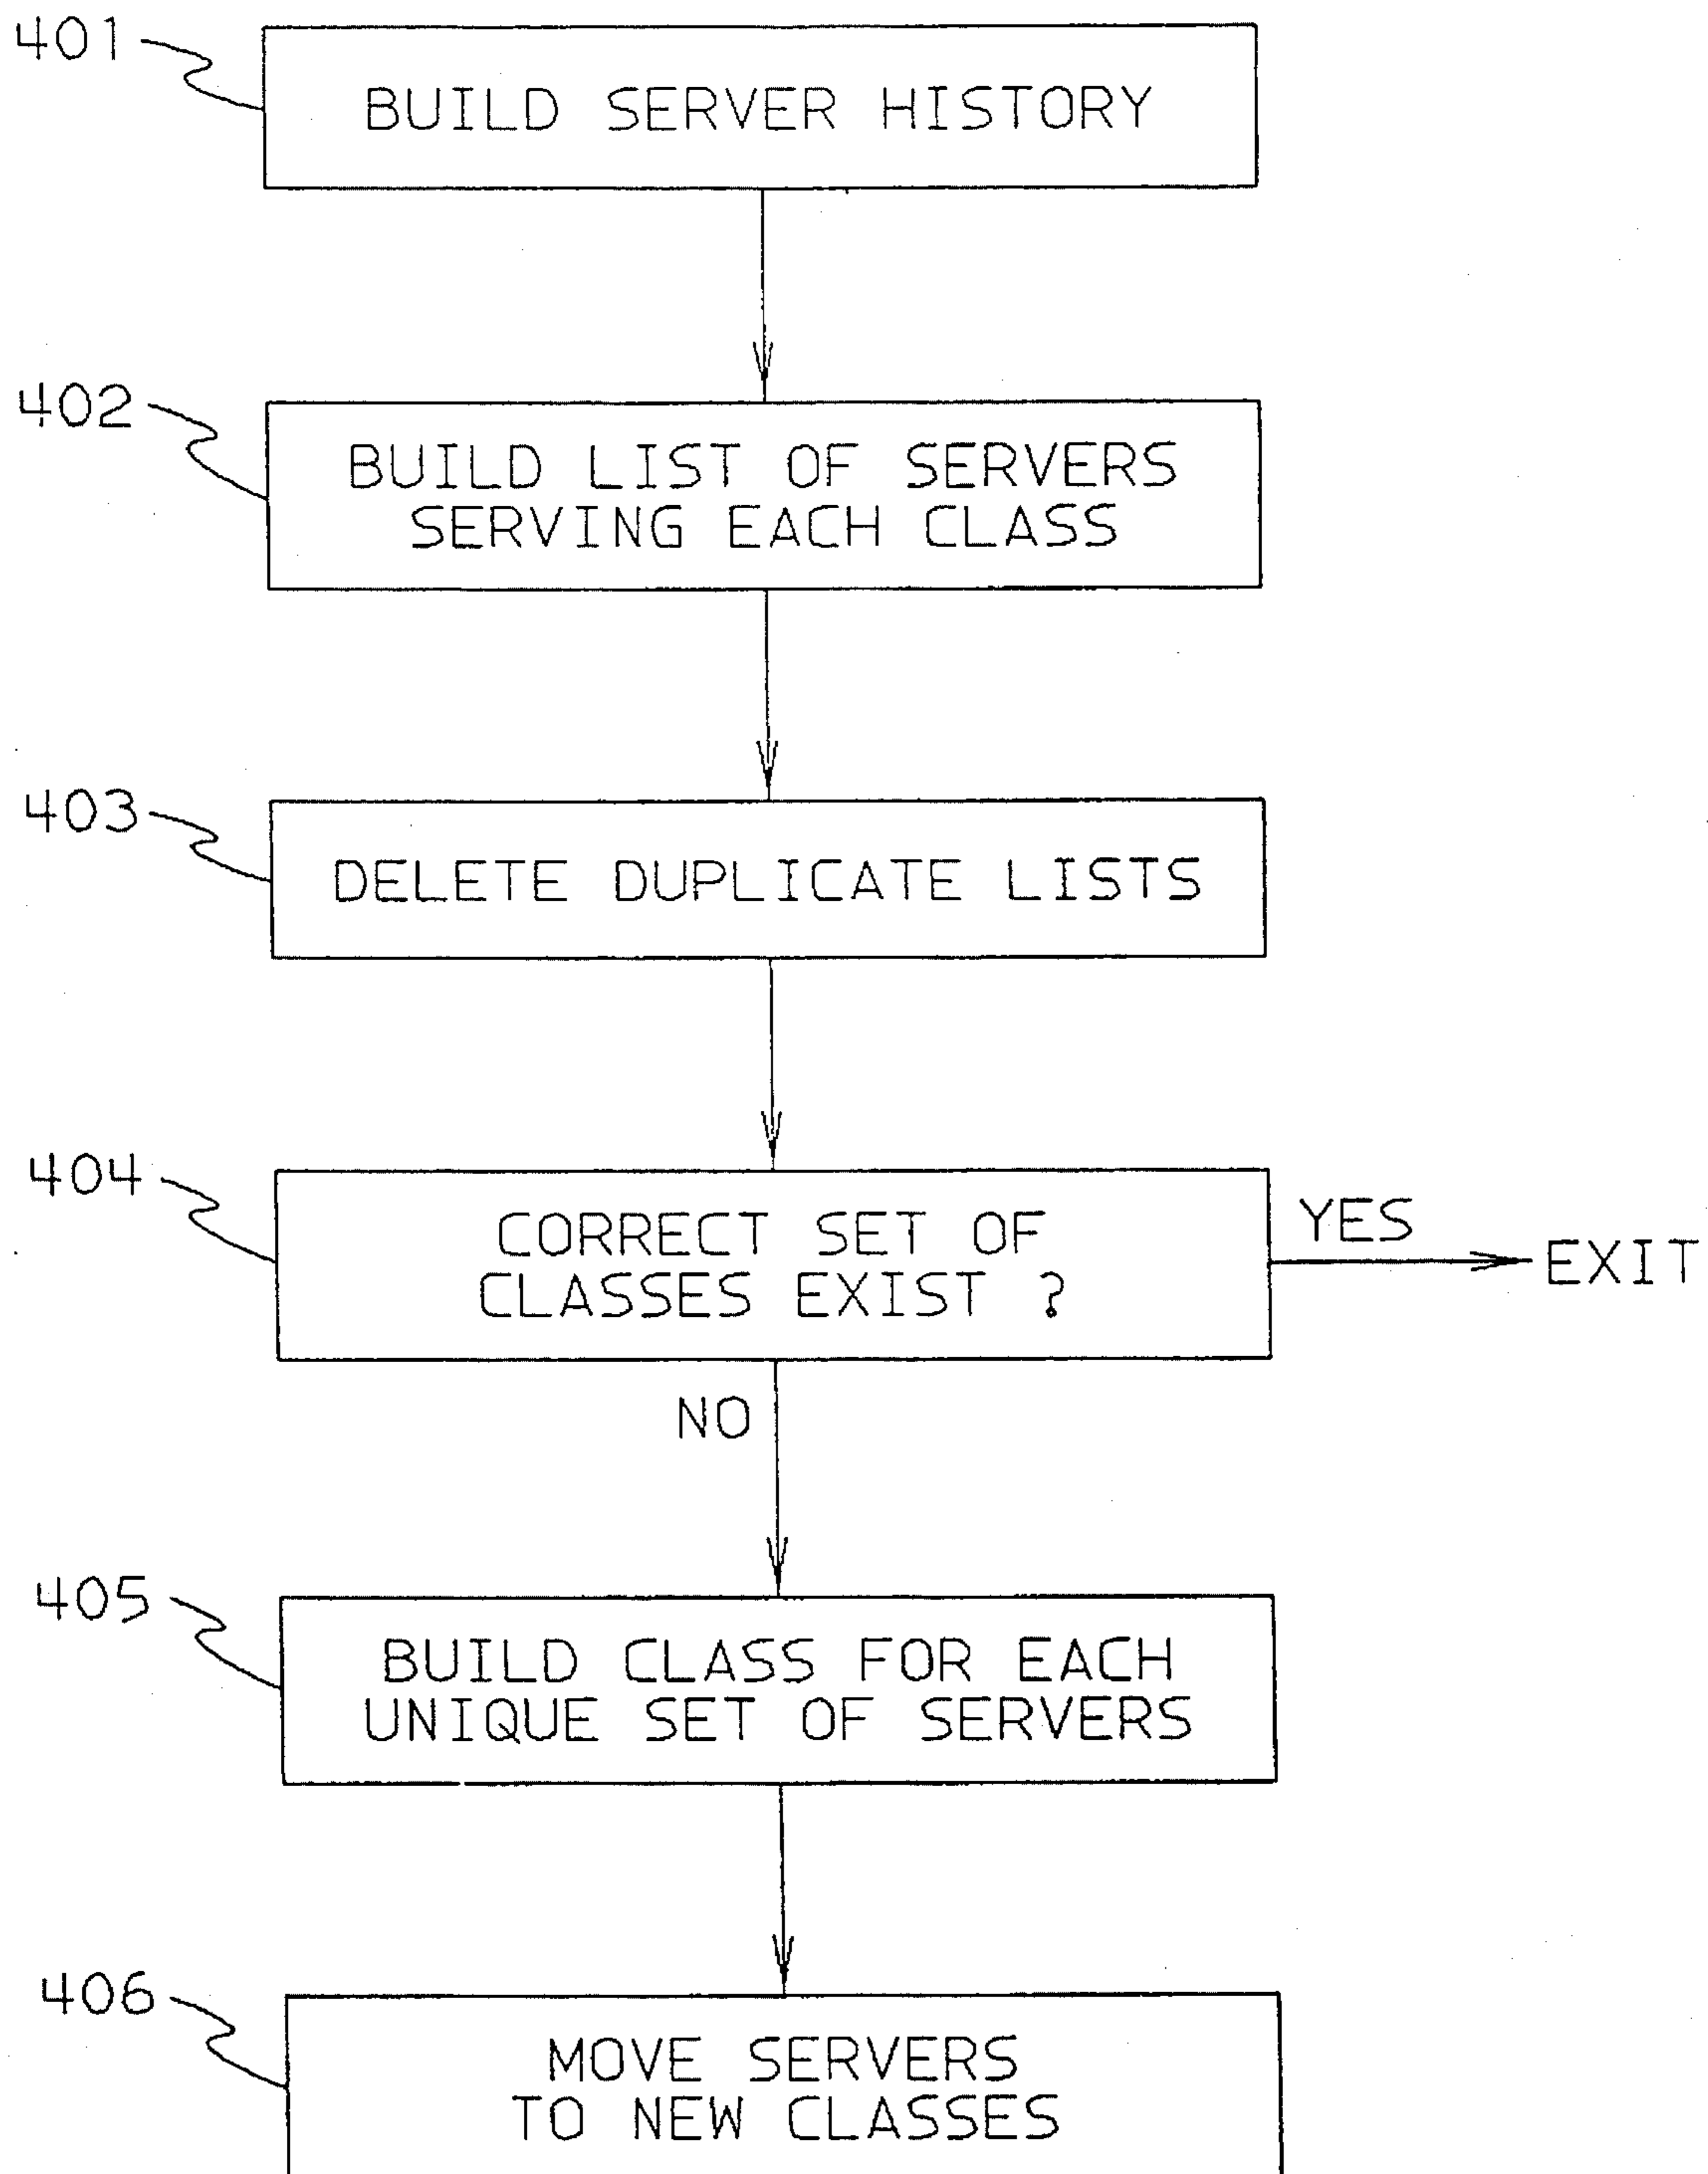 401
BUILD SERVER HISTORY
402
BUILD LIST OF SERVERS
SERVING EACH CLASS
403
DELETE DUPLICATE LISTS
404
CORRECT SET OF
CLASSES EXIST ?
YES
EXIT
NO
405
BUILD CLASS FOR EACH
UNIQUE SET OF SERVERS
406
MOVE SERVERS
TO NEW CLASSES